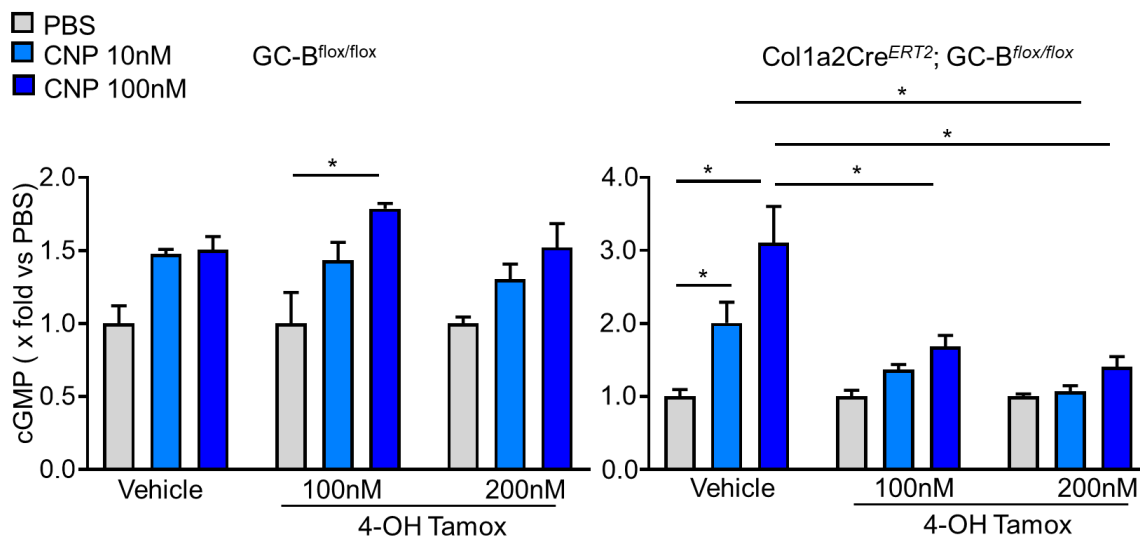 PBS
CNP 10nM
CNP 100nM
GC-Bflox/flox
Col1a2CreERT2; GC-Bflox/flox
*
*
*
*
*
*
cGMP ( x fold vs PBS)
2.0
1.5
1.0
0.5
0.0
4.0
3.0
2.0
1.0
0.0
Vehicle
100nM
200nM
4-OH Tamox
Vehicle
100nM
200nM
4-OH Tamox